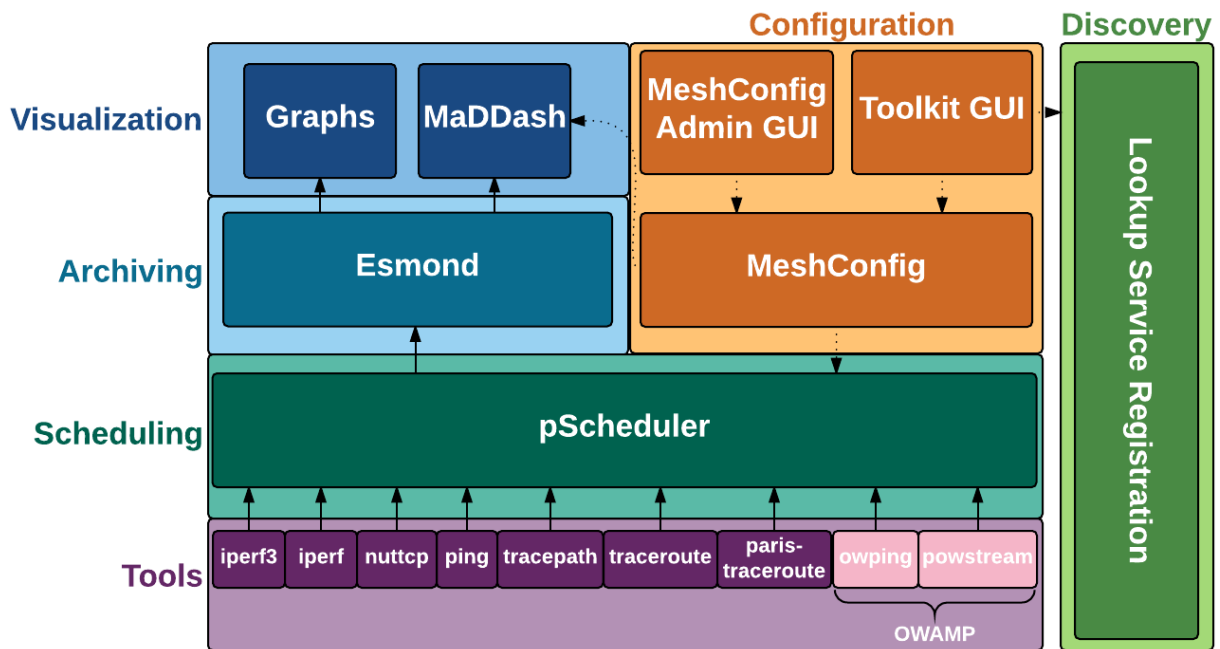 Configuration
Discovery
Visualization
Graphs
MaDDash
MeshConfig
Admin GUI
Toolkit GUI
Lookup Service Registration
Archiving
Esmond
MeshConfig
Scheduling
pScheduler
Tools
iperf3
iperf
nuttcp
ping
tracepath
traceroute
paris-
traceroute
owping
powstream
OWAMP